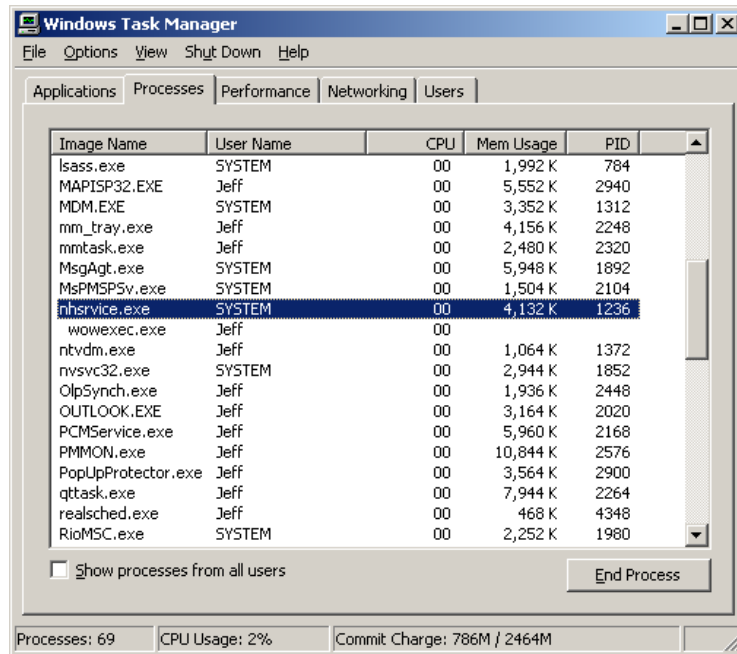 Windows Task Manager
File Options View Shut Down Help
Applications Processes Performance Networking Users
Image Name User Name CPU Mem Usage PID
lsass.exe SYSTEM 00 1,992 K 784
MAPISP32.EXE Jeff 00 5,552 K 2940
MDM.EXE SYSTEM 00 3,352 K 1312
mm_tray.exe Jeff 00 4,156 K 2248
mmtask.exe Jeff 00 2,480 K 2320
MsgAgt.exe SYSTEM 00 5,948 K 1892
MsPMSPSv.exe SYSTEM 00 1,504 K 2104
nhsrvice.exe SYSTEM 00 4,132 K 1236
wowexec.exe Jeff 00
ntvdm.exe Jeff 00 1,064 K 1372
nvsvc32.exe SYSTEM 00 2,944 K 1852
OlpSynch.exe Jeff 00 1,936 K 2448
OUTLOOK.EXE Jeff 00 3,164 K 2020
PCMService.exe Jeff 00 5,960 K 2168
PMMON.exe Jeff 00 10,844 K 2576
PopUpProtector.exe Jeff 00 3,564 K 2900
qttask.exe Jeff 00 7,944 K 2264
realsched.exe Jeff 00 468 K 4348
RioMSC.exe SYSTEM 00 2,252 K 1980
Show processes from all users End Process
Processes: 69 CPU Usage: 2% Commit Charge: 786M / 2464M